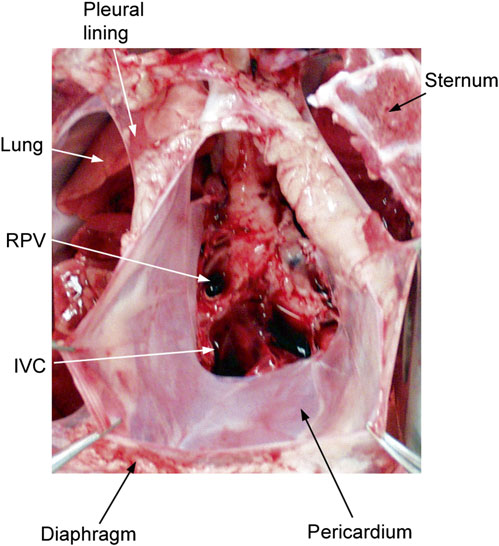 Pleural
lining
Sternum
Lung
RPV
IVC
Diaphragm
Pericardium